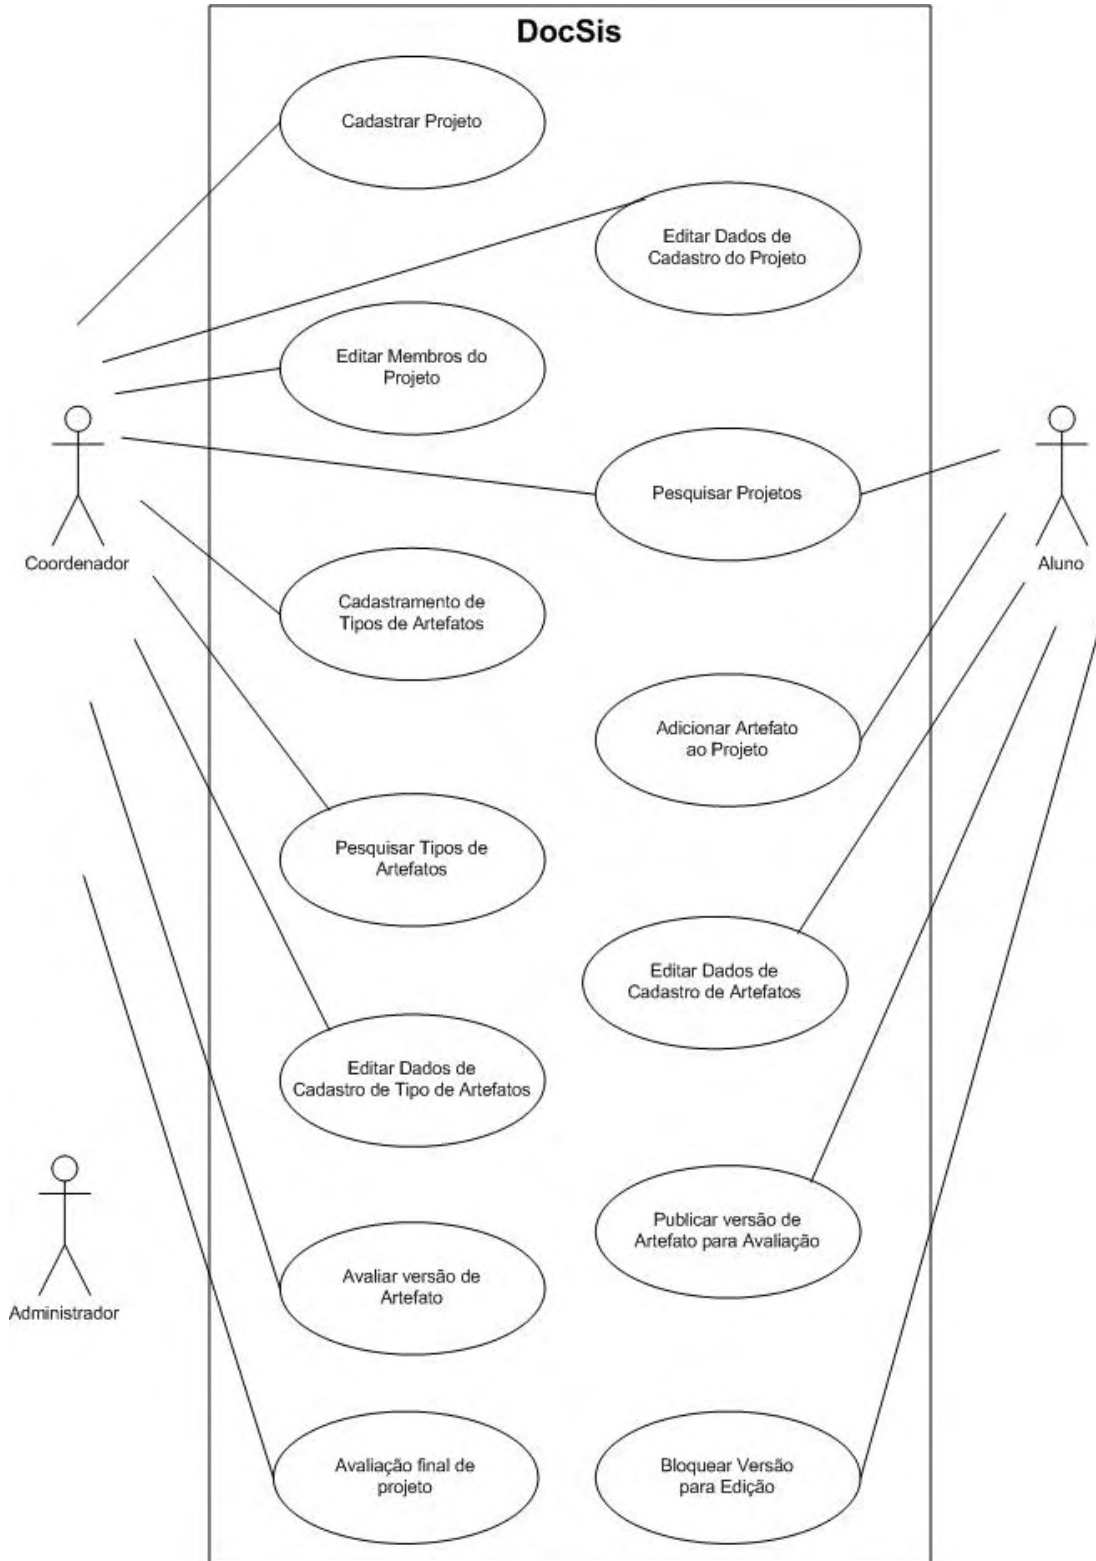 DocSis
Cadastrar Projeto
Editar Dados de
Cadastro do Projeto
Editar Membros do
Projeto
Pesquisar Projetos
Coordenador
Aluno
Cadastramento de
Tipos de Artefatos
Adicionar Artefato
ao Projeto
Pesquisar Tipos de
Artefatos
Editar Dados de
Cadastro de Artefatos
Editar Dados de
Cadastro de Tipo de Artefatos
Publicar versão de
Artefato para Avaliação
Avaliar versão de
Artefato
Administrador
Avaliação final de
projeto
Bloquear Versão
para Edição